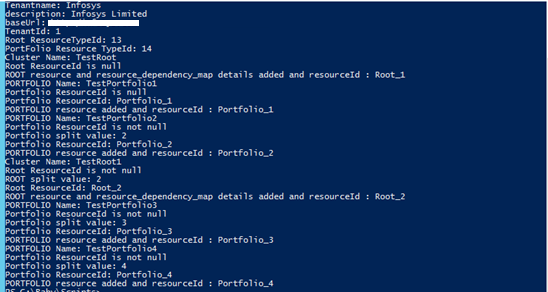 Tenantname: Infosys
description: Infosys Limited
baseUrl:
TenantId: 1
Root ResourceTypeId: 13
PortFolio Resource TypeId: 14
Cluster Name: TestRoot
Root ResourceId is null
ROOT resource and resource_dependency_map details added and resourceId : Root_1
PORTFOLIO Name: TestPortfolio1
Portfolio ResourceId is null
Portfolio ResourceId: Portfolio_1
PORTFOLIO resource added and resourceId : Portfolio_1
PORTFOLIO Name: TestPortfolio2
Portfolio ResourceId is not null
Portfolio split value: 2
Portfolio ResourceId: Portfolio_2
PORTFOLIO resource added and resourceId : Portfolio_2
Cluster Name: TestRoot1
Root ResourceId is not null
ROOT split value: 2
Root ResourceId: Root_2
ROOT resource and resource_dependency_map details added and resourceId : Root_2
PORTFOLIO Name: TestPortfolio3
Portfolio ResourceId is not null
Portfolio split value: 3
Portfolio ResourceId: Portfolio_3
PORTFOLIO resource added and resourceId : Portfolio_3
PORTFOLIO Name: TestPortfolio4
Portfolio ResourceId is not null
Portfolio split value: 4
Portfolio ResourceId: Portfolio_4
PORTFOLIO resource added and resourceId : Portfolio_4